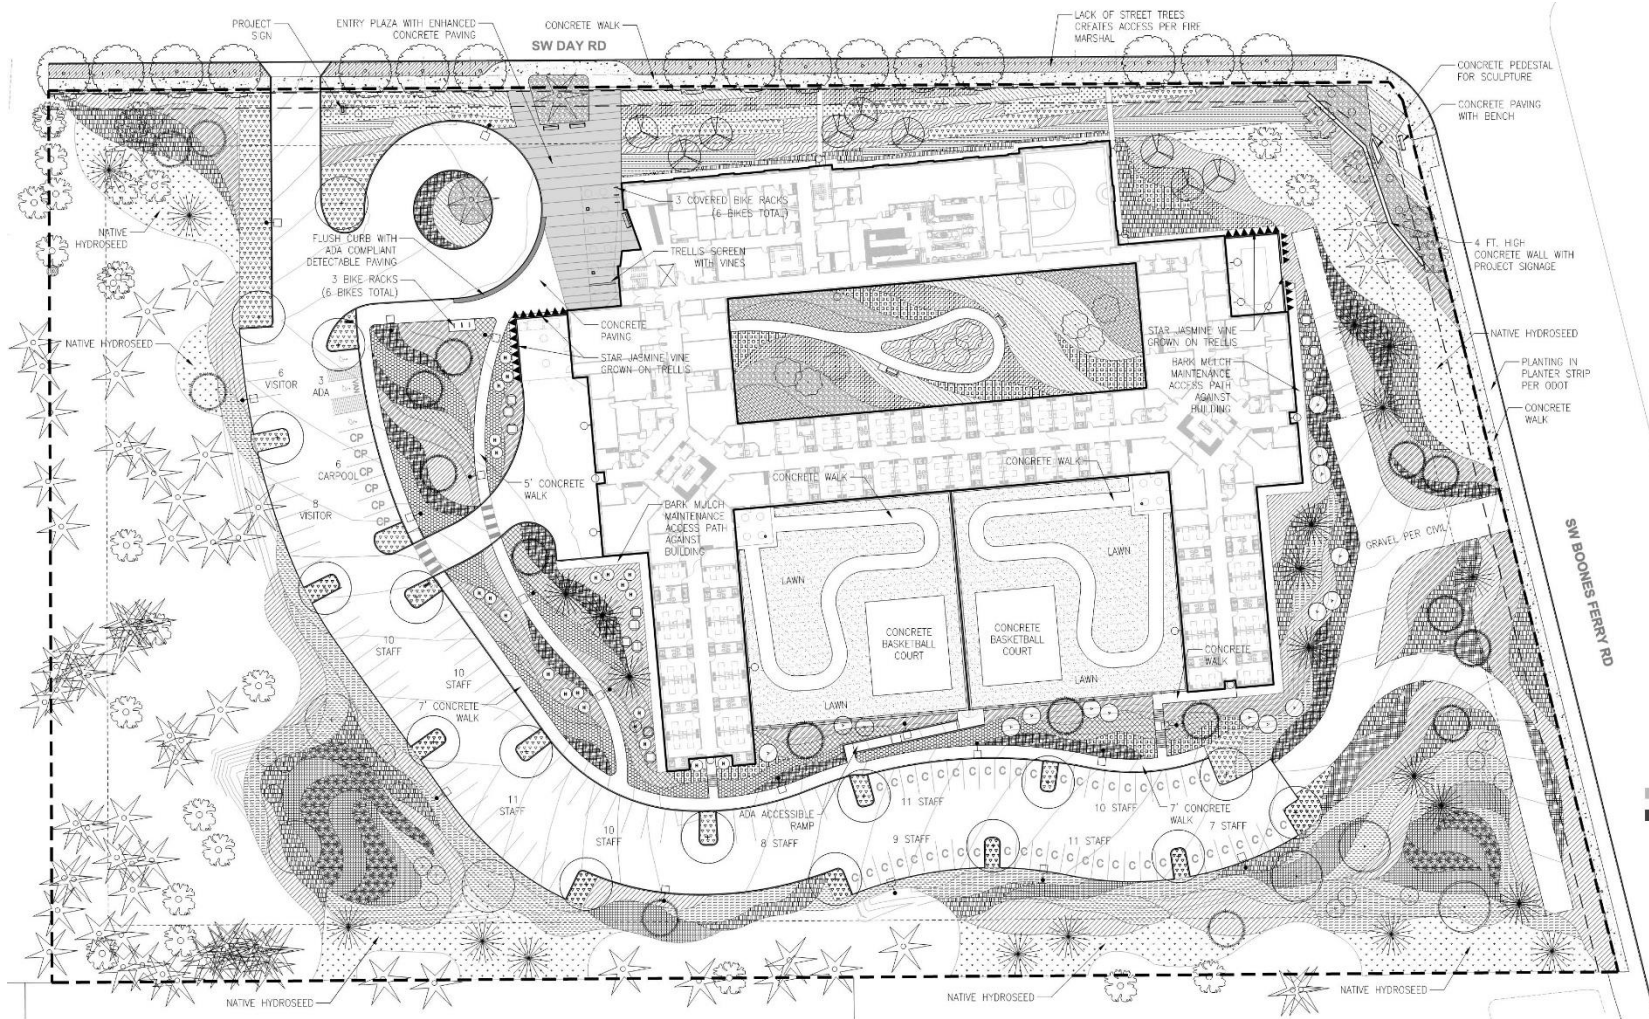 PROJECT
SIGN
ENTRY PLAZA WITH ENHANCED
CONCRETE PAVING
CONCRETE WALK
SW DAY RD
LACK OF STREET TREES
CREATES ACCESS PER FIRE
MARSHAL
CONCRETE PEDESTAL
FOR SCULPTURE
CONCRETE PAVING
WITH BENCH
3 COVERED BIKE RACKS
(6 BIKES TOTAL)
NATIVE
HYDROSEED
FLUSH CURB WITH
ADA COMPLIANT
DETECTABLE PAVING
TRELLIS SCREEN
WITH VINES
4 FT. HIGH
CONCRETE WALL WITH
PROJECT SIGNAGE
3 BIKE RACKS
(6 BIKES TOTAL)
CONCRETE
PAVING
STAR JASMINE VINE
GROWN ON TRELLIS
STAR JASMINE VINE
GROWN ON TRELLIS
NATIVE HYDROSEED
NATIVE HYDROSEED
BARK MULCH
MAINTENANCE
ACCESS PATH
AGAINST
BUILDING
PLANTING IN
PLANTER STRIP
PER ODOT
6
VISITOR
3
ADA
CONCRETE
WALK
CP
CP
6
CARPOOL
CP
CP
CP
CP
8
VISITOR
5' CONCRETE
WALK
CONCRETE WALK
CONCRETE WALK
BARK MULCH
MAINTENANCE
ACCESS PATH
AGAINST
BUILDING
GRAVEL PER CIVIL
SW BOONES FERRY RD
LAWN
LAWN
10
STAFF
CONCRETE
BASKETBALL
COURT
CONCRETE
BASKETBALL
COURT
CONCRETE
WALK
10
STAFF
LAWN
LAWN
7' CONCRETE
WALK
11
STAFF
10
STAFF
ADA ACCESSIBLE
RAMP
8 STAFF
11 STAFF
10 STAFF
7' CONCRETE
WALK
9 STAFF
11 STAFF
7 STAFF
C C C C C C C C C C C C C C C C C C C C C
C C C C C C C C C C C C C C C C C C C C C C C C C C C
NATIVE HYDROSEED
NATIVE HYDROSEED
NATIVE HYDROSEED